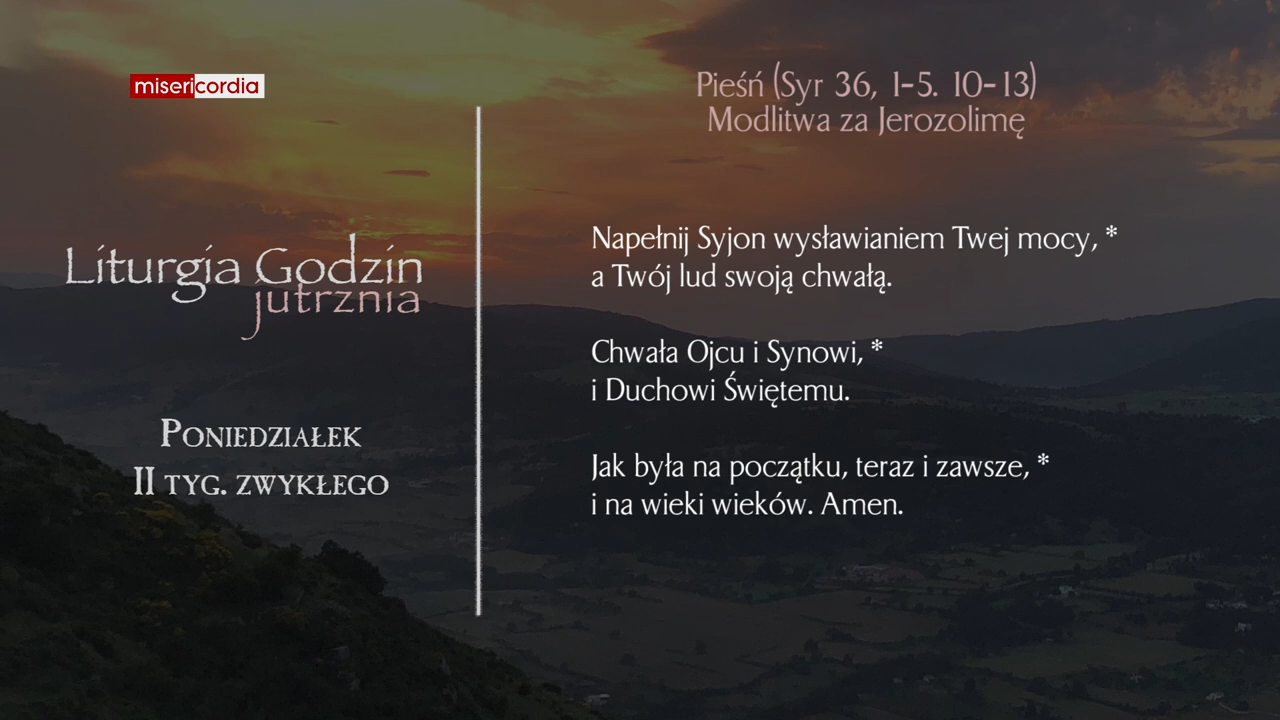 misericordia
Liturgia Godzin
jutrznia
Poniedziałek
II tyg. zwykłego
Pieśń (Syr 36, 1-5. 10-13)
Modlitwa za Jerozolimę
Napełnij Syjon wysławianiem Twej mocy, *
a Twój lud swoją chwałą.
Chwała Ojcu i Synowi, *
i Duchowi Świętemu.
Jak była na początku, teraz i zawsze, *
i na wieki wieków. Amen.